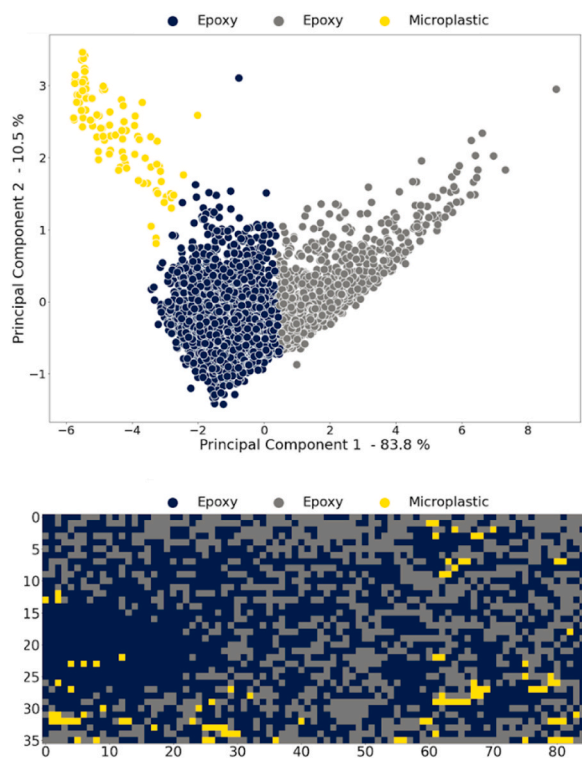 Epoxy Epoxy Microplastic
Principal Component 2 - 10.5 %
3
2
1
0
−1
−6 −4 −2 0 2 4 6 8
Principal Component 1 - 83.8 %
Epoxy Epoxy Microplastic
0
5
10
15
20
25
30
35
0 10 20 30 40 50 60 70 80